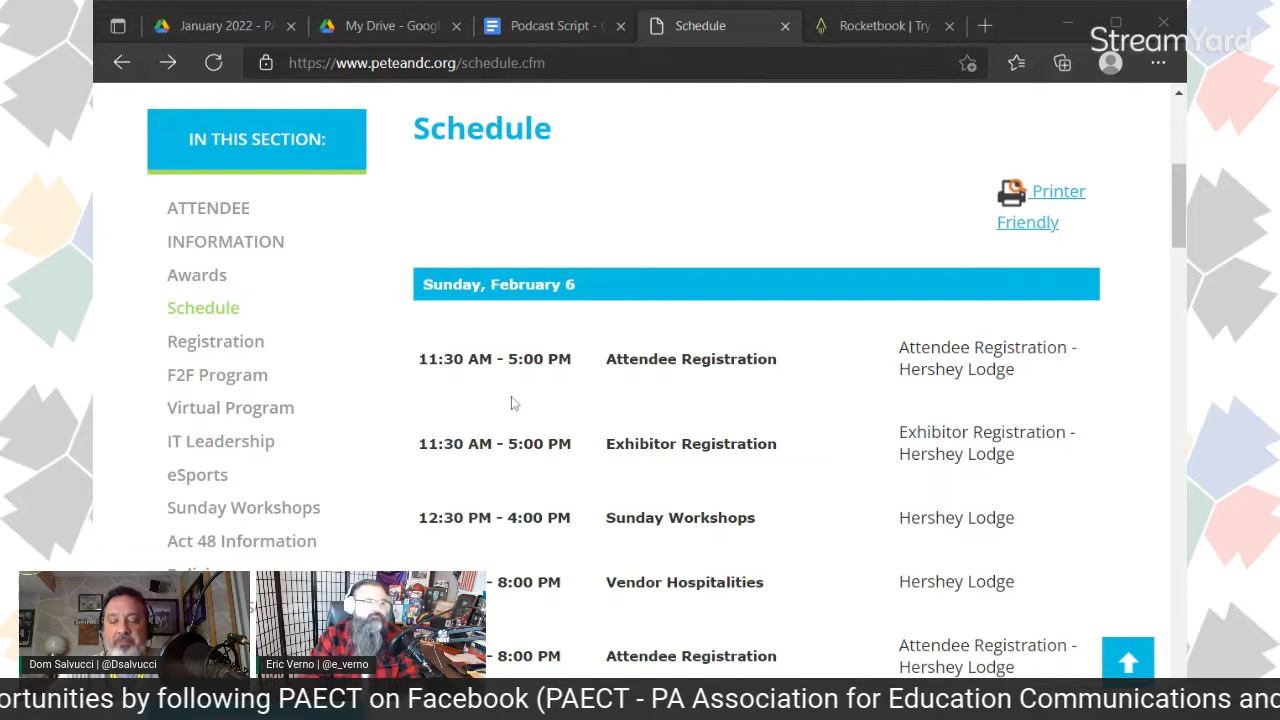 January 2022 - PA
My Drive - Googl
Podcast Script - G
Schedule
Rocketbook | Try
StreamYard
https://www.peteandc.org/schedule.cfm
IN THIS SECTION:
ATTENDEE
INFORMATION
Awards
Schedule
Registration
F2F Program
Virtual Program
IT Leadership
eSports
Sunday Workshops
Act 48 Information
Schedule
Printer
Friendly
Sunday, February 6
11:30 AM - 5:00 PM Attendee Registration Attendee Registration -
Hershey Lodge
11:30 AM - 5:00 PM Exhibitor Registration Exhibitor Registration -
Hershey Lodge
12:30 PM - 4:00 PM Sunday Workshops Hershey Lodge
- 8:00 PM Vendor Hospitalities Hershey Lodge
- 8:00 PM Attendee Registration Attendee Registration -
Hershey Lodge
Dom Salvucci | @Dsalvucci
Eric Verno | @e_verno
ortunities by following PAECT on Facebook (PAECT - PA Association for Education Communications and